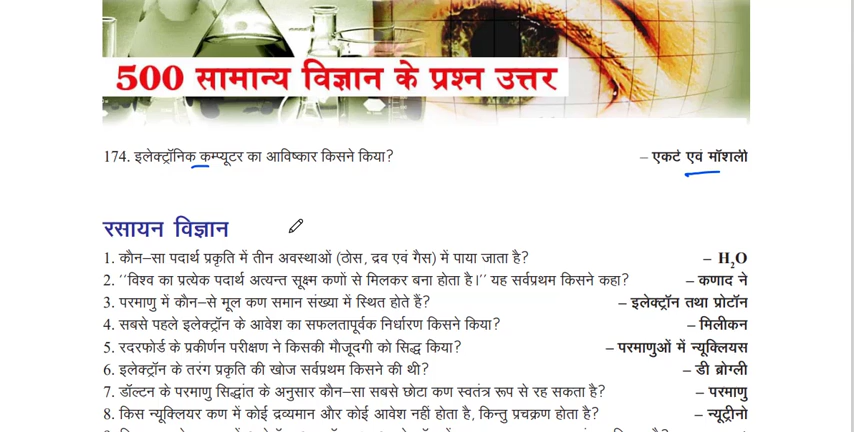 500 सामान्य विज्ञान के प्रश्न उत्तर
174. इलेक्ट्रॉनिक कम्प्यूटर का आविष्कार किसने किया? – एकर्ट एवं मॉशली
रसायन विज्ञान
1. कौन–सा पदार्थ प्रकृति में तीन अवस्थाओं (ठोस, द्रव एवं गैस) में पाया जाता है? – H₂O
2. ‘‘विश्व का प्रत्येक पदार्थ अत्यन्त सूक्ष्म कणों से मिलकर बना होता है।’’ यह सर्वप्रथम किसने कहा? – कणाद ने
3. परमाणु में कौन–से मूल कण समान संख्या में स्थित होते हैं? – इलेक्ट्रॉन तथा प्रोटॉन
4. सबसे पहले इलेक्ट्रॉन के आवेश का सफलतापूर्वक निर्धारण किसने किया? – मिलीकन
5. रदरफोर्ड के प्रकीर्णन परीक्षण ने किसकी मौजूदगी को सिद्ध किया? – परमाणुओं में न्यूक्लियस
6. इलेक्ट्रॉन के तरंग प्रकृति की खोज सर्वप्रथम किसने की थी? – डी ब्रोग्ली
7. डॉल्टन के परमाणु सिद्धांत के अनुसार कौन–सा सबसे छोटा कण स्वतंत्र रूप से रह सकता है? – परमाणु
8. किस न्यूक्लियर कण में कोई द्रव्यमान और कोई आवेश नहीं होता है, किन्तु प्रचक्रण होता है? – न्यूट्रीनो